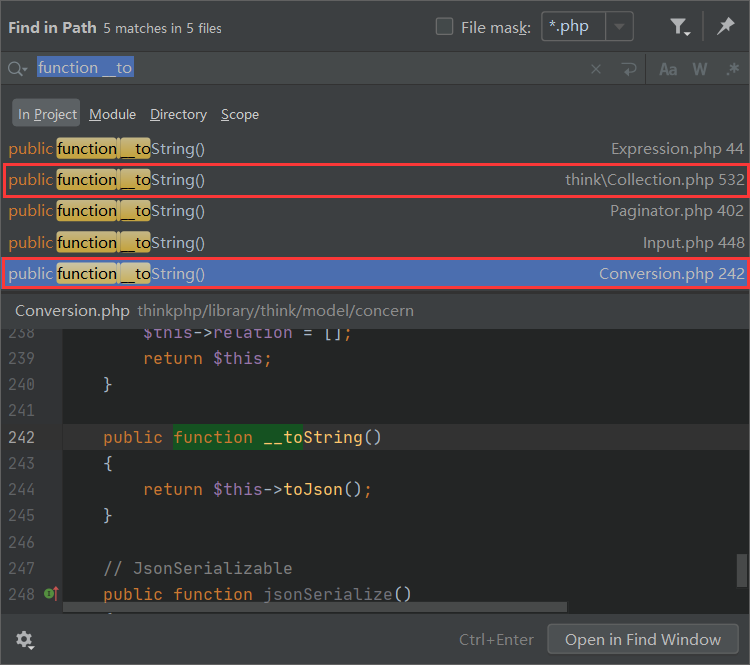 Find in Path 5 matches in 5 files File mask: *.php
function __to Aa W .*
In Project Module Directory Scope
public function __toString() Expression.php 44
public function __toString() think\Collection.php 532
public function __toString() Paginator.php 402
public function __toString() Input.php 448
public function __toString() Conversion.php 242
Conversion.php thinkphp/library/think/model/concern
238 $this->relation = [];
239 return $this;
240 }
241
242 public function __toString()
243 {
244 return $this->toJson();
245 }
246
247 // JsonSerializable
248 public function jsonSerialize()
Ctrl+Enter Open in Find Window